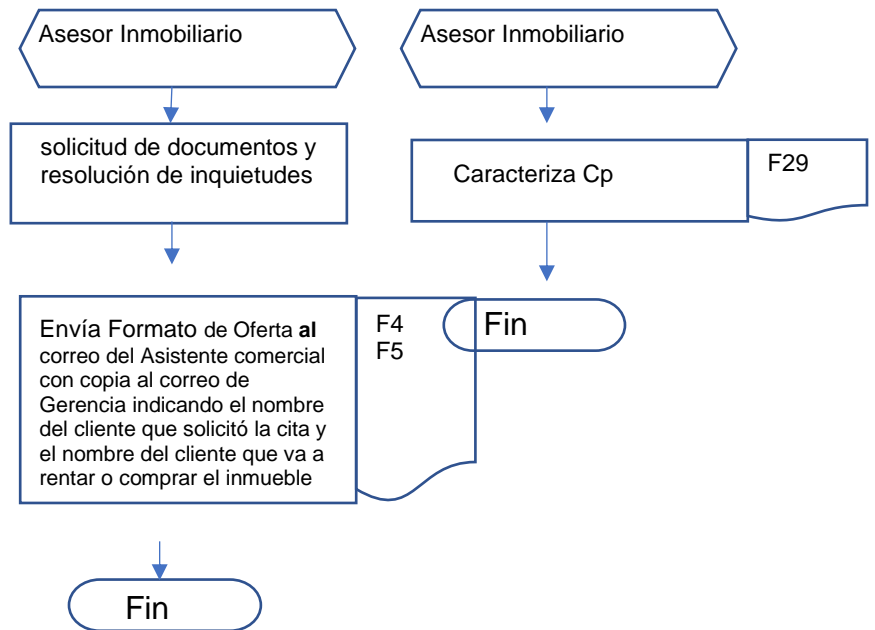 Asesor Inmobiliario
solicitud de documentos y
resolución de inquietudes
Envía Formato de Oferta al
correo del Asistente comercial
con copia al correo de
Gerencia indicando el nombre
del cliente que solicitó la cita y
el nombre del cliente que va a
rentar o comprar el inmueble
F4
F5
Fin
Asesor Inmobiliario
Caracteriza Cp
F29
Fin